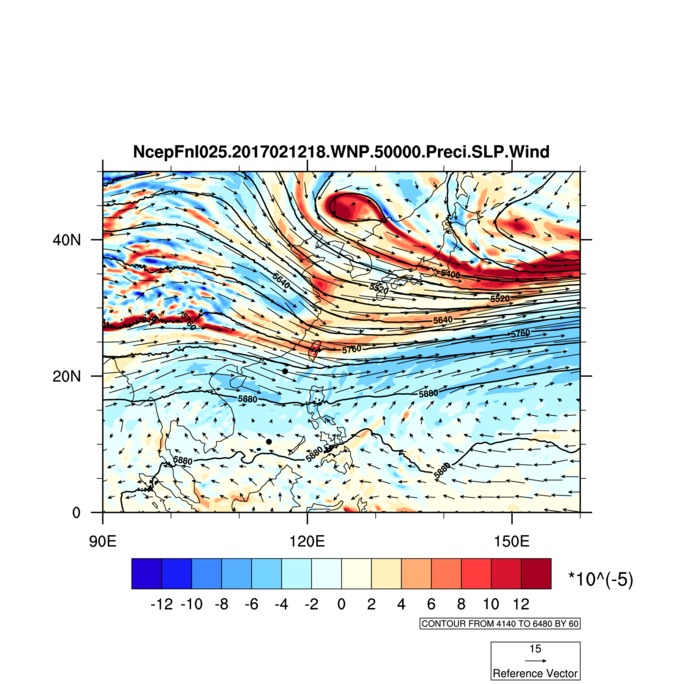 NcepFnl025.2017021218.WNP.50000.Preci.SLP.Wind
40N
20N
0
90E 120E 150E
5640
5520
5400
5520
5640
5760
5760
5880
5880
5880
5880
5880
-12 -10 -8 -6 -4 -2 0 2 4 6 8 10 12
*10^(-5)
CONTOUR FROM 4140 TO 6480 BY 60
15
Reference Vector